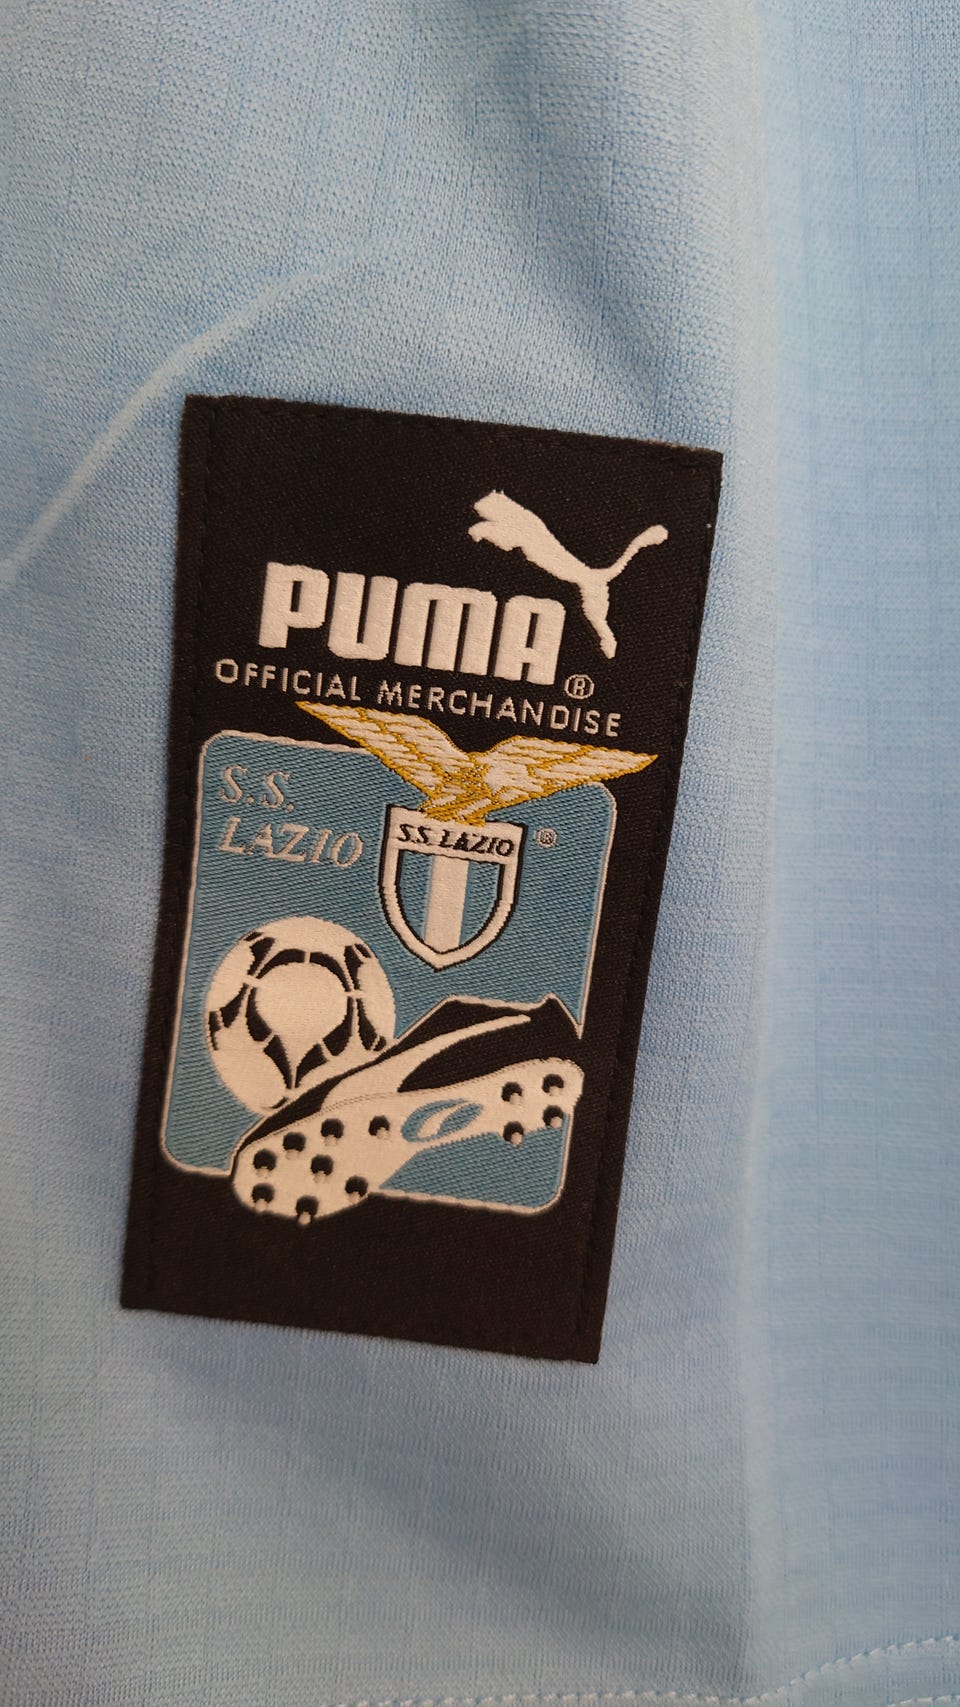 PUMA®
OFFICIAL MERCHANDISE
S.S.
LAZIO
S.S. LAZIO ®